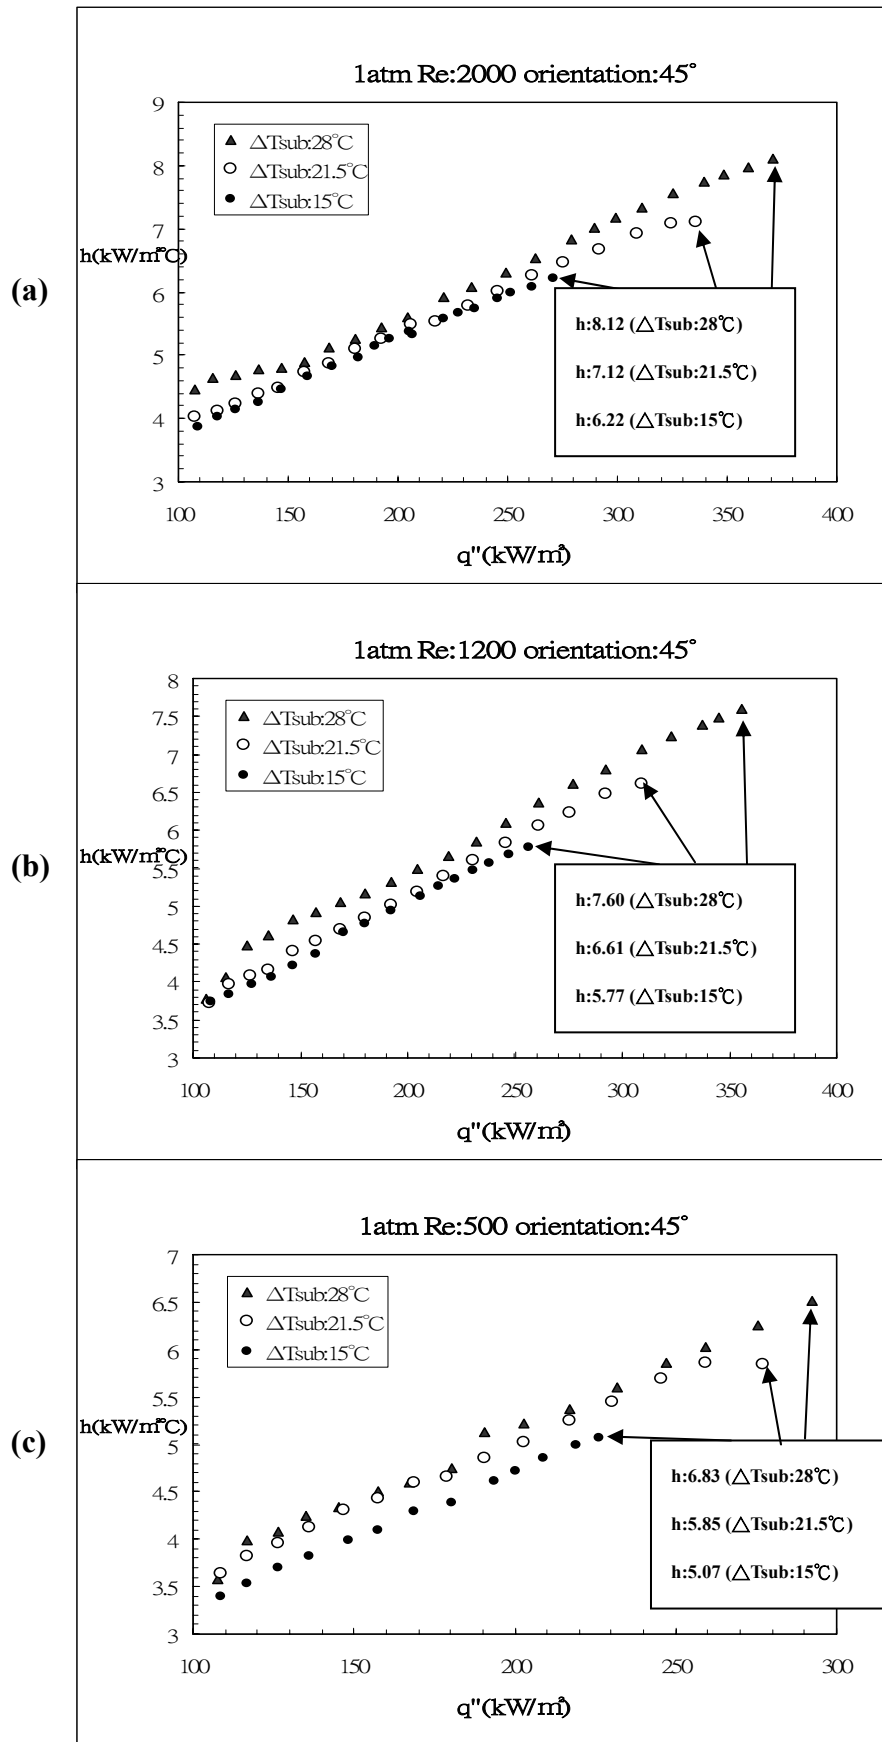 (a)
1atm Re:2000 orientation:45°
9
8
7
6
5
4
3
h(kW/m²°C)
△Tsub:28°C
△Tsub:21.5°C
△Tsub:15°C
h:8.12 (△Tsub:28℃)
h:7.12 (△Tsub:21.5℃)
h:6.22 (△Tsub:15℃)
100 150 200 250 300 350 400
q"(kW/m²)
(b)
1atm Re:1200 orientation:45°
8
7.5
7
6.5
6
5.5
5
4.5
4
3.5
3
h(kW/m²°C)
△Tsub:28°C
△Tsub:21.5°C
△Tsub:15°C
h:7.60 (△Tsub:28℃)
h:6.61 (△Tsub:21.5℃)
h:5.77 (△Tsub:15℃)
100 150 200 250 300 350 400
q"(kW/m²)
(c)
1atm Re:500 orientation:45°
7
6.5
6
5.5
5
4.5
4
3.5
3
h(kW/m²°C)
△Tsub:28°C
△Tsub:21.5°C
△Tsub:15°C
h:6.83 (△Tsub:28℃)
h:5.85 (△Tsub:21.5℃)
h:5.07 (△Tsub:15℃)
100 150 200 250 300
q"(kW/m²)